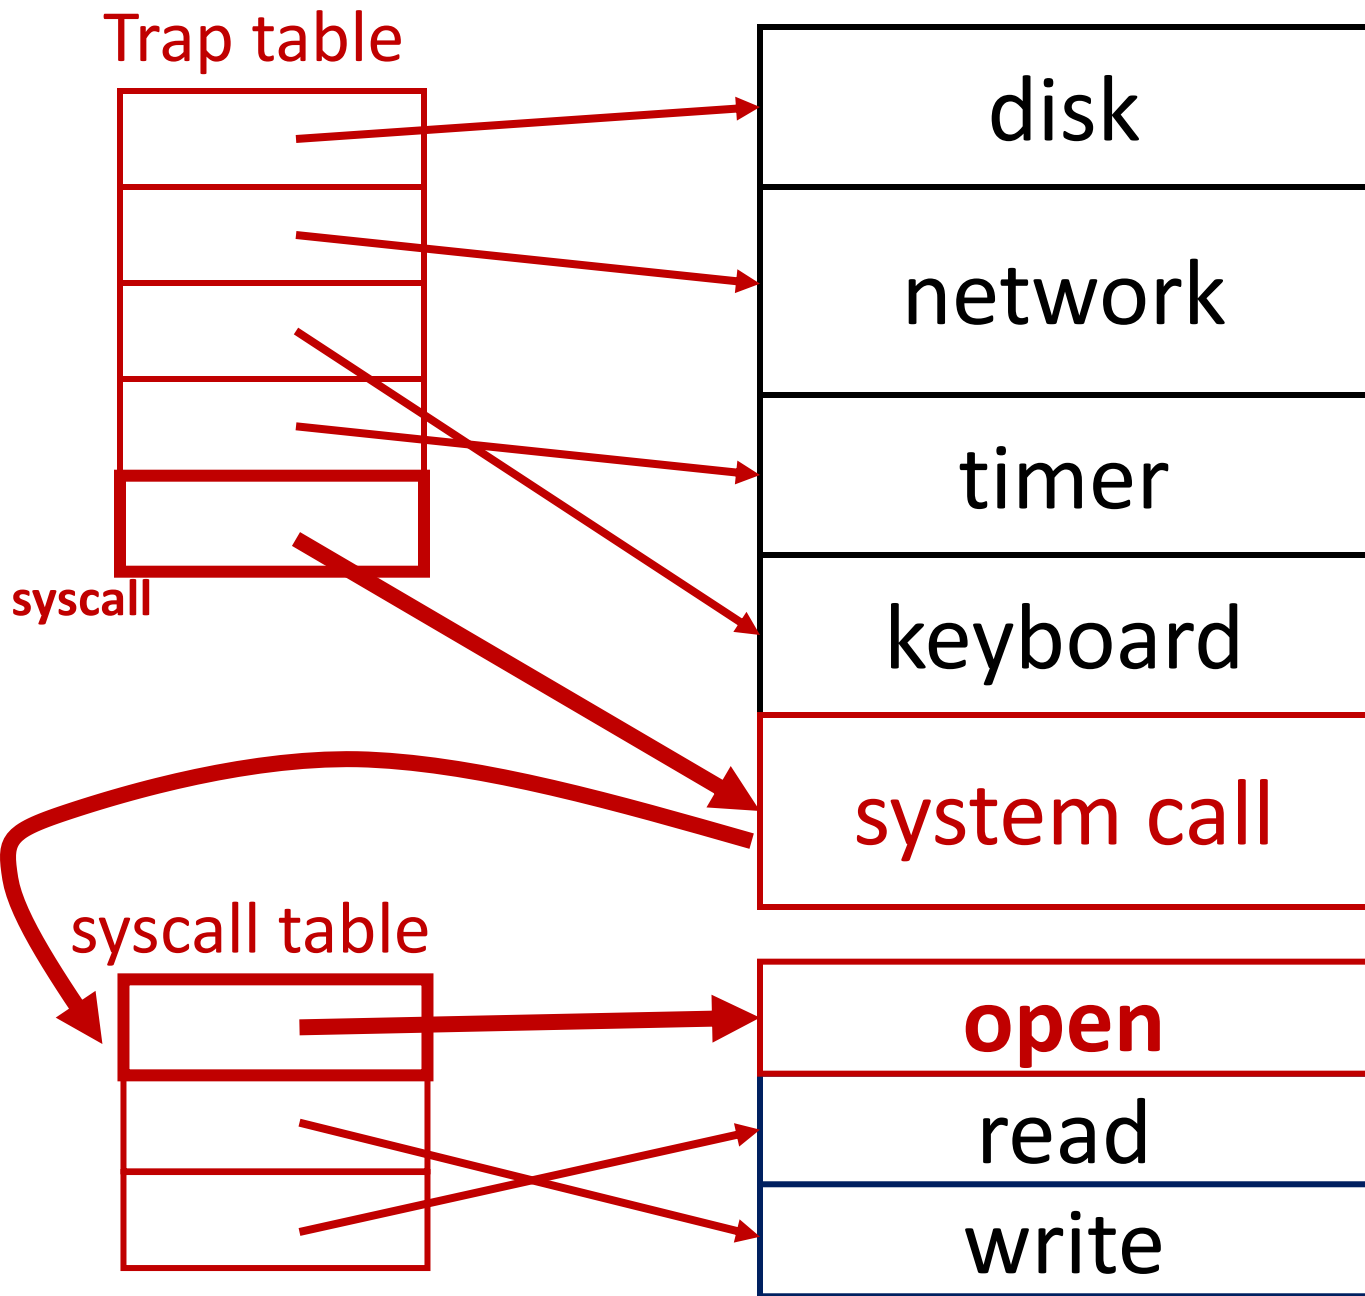 Trap table
disk
network
timer
keyboard
syscall
system call
syscall table
open
read
write